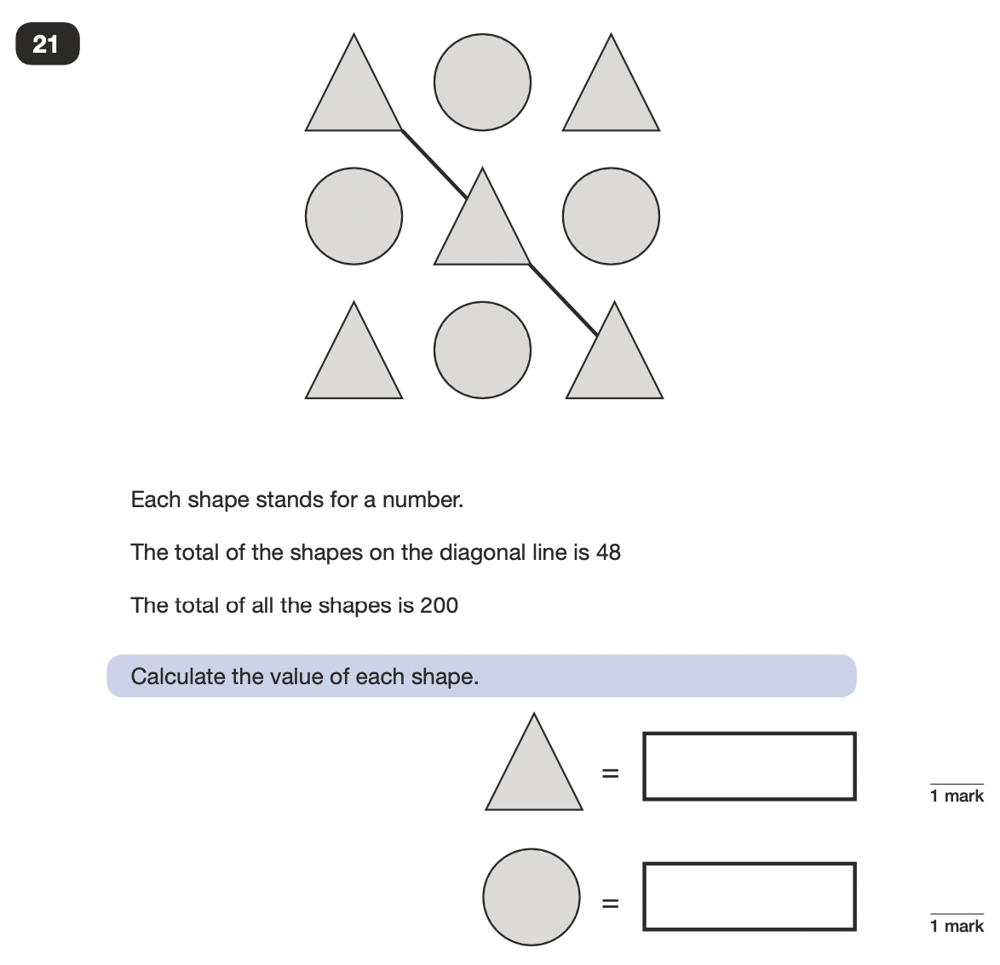 21
Each shape stands for a number.
The total of the shapes on the diagonal line is 48
The total of all the shapes is 200
Calculate the value of each shape.
=
1 mark
=
1 mark